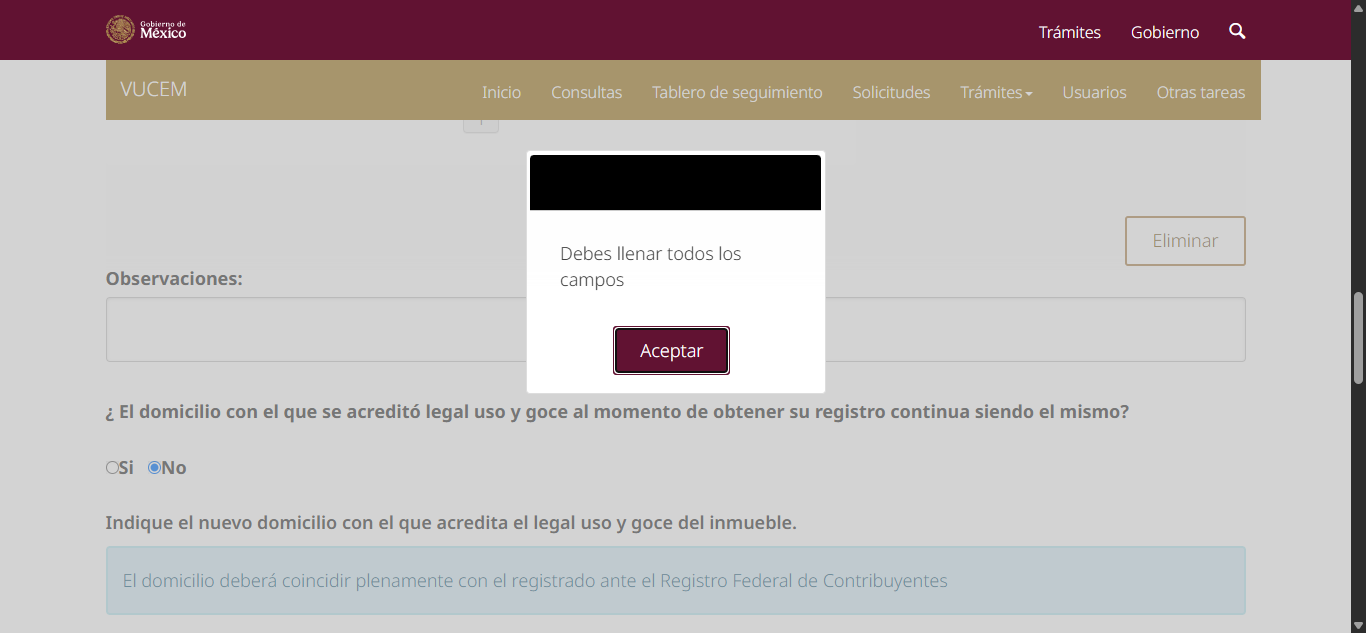 Gobierno de
México
Trámites
Gobierno
VUCEM
Inicio
Consultas
Tablero de seguimiento
Solicitudes
Trámites
Usuarios
Otras tareas
Debes llenar todos los
campos
Aceptar
Eliminar
Observaciones:
¿ El domicilio con el que se acreditó legal uso y goce al momento de obtener su registro continua siendo el mismo?
Si No
Indique el nuevo domicilio con el que acredita el legal uso y goce del inmueble.
El domicilio deberá coincidir plenamente con el registrado ante el Registro Federal de Contribuyentes